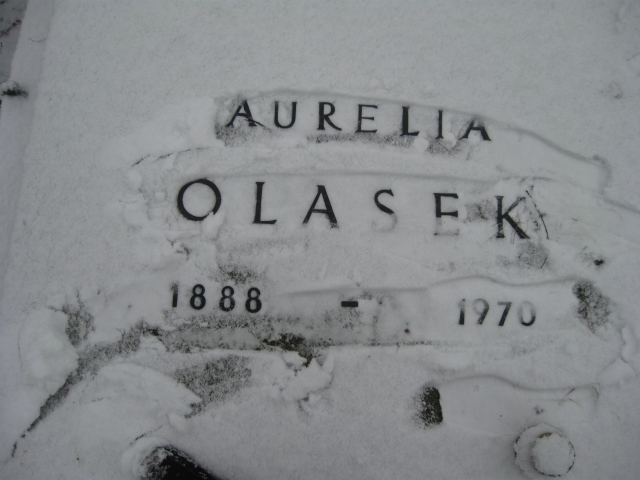 AURELIA
OLASEK
1888 - 1970